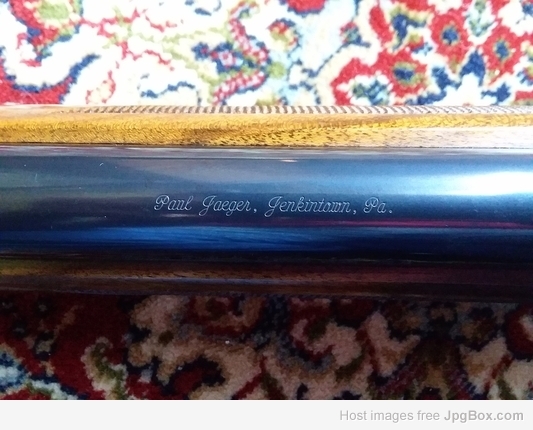 Paul Jaeger, Jenkintown, Pa.
Host images free JpgBox.com